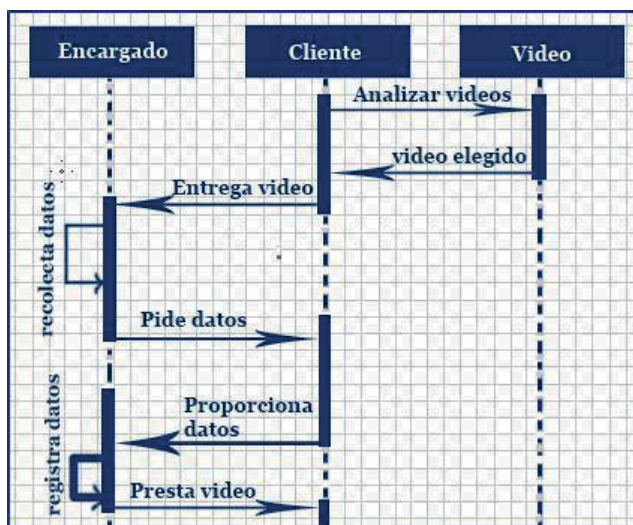 Encargado
Cliente
Video
Analizar videos
video elegido
Entrega video
recolecta datos
Pide datos
Proporciona
datos
registra datos
Presta video